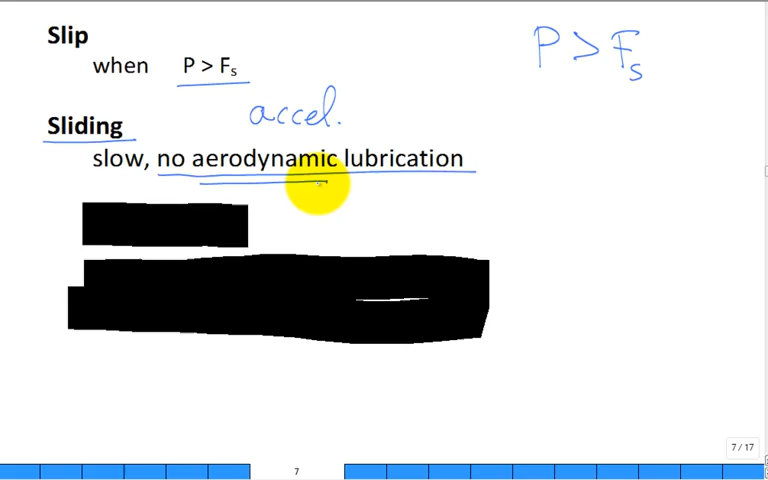 Slip
when P > Fs
P > Fs
accel.
Sliding
slow, no aerodynamic lubrication
7 / 17
7